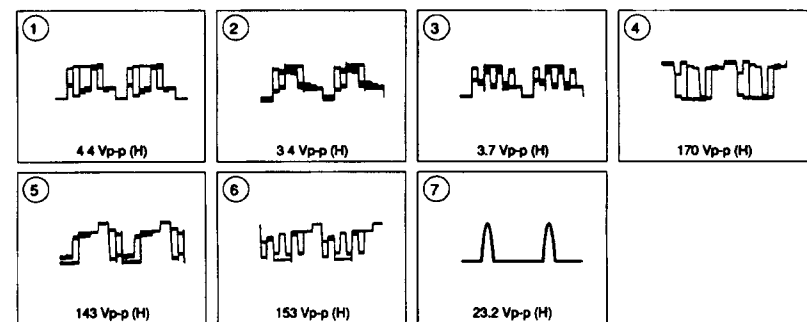 1 2 3 4
4 4 Vp-p (H) 3 4 Vp-p (H) 3.7 Vp-p (H) 170 Vp-p (H)
5 6 7
143 Vp-p (H) 153 Vp-p (H) 23.2 Vp-p (H)